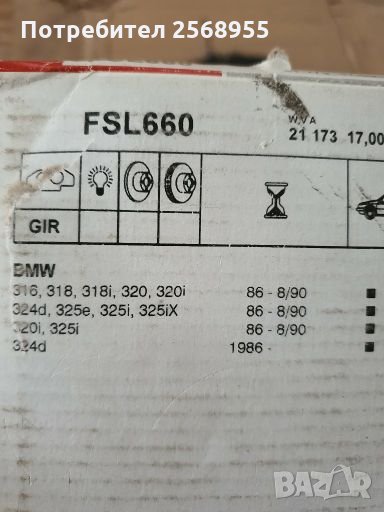 Потребител 2568955
FSL660
W.V.A
21 173 17,00
GIR
BMW
316, 318, 318i, 320, 320i 86 - 8/90 ■
324d, 325e, 325i, 325iX 86 - 8/90 ■
320i, 325i 86 - 8/90 ■
324d 1986 - ■
BAZAR